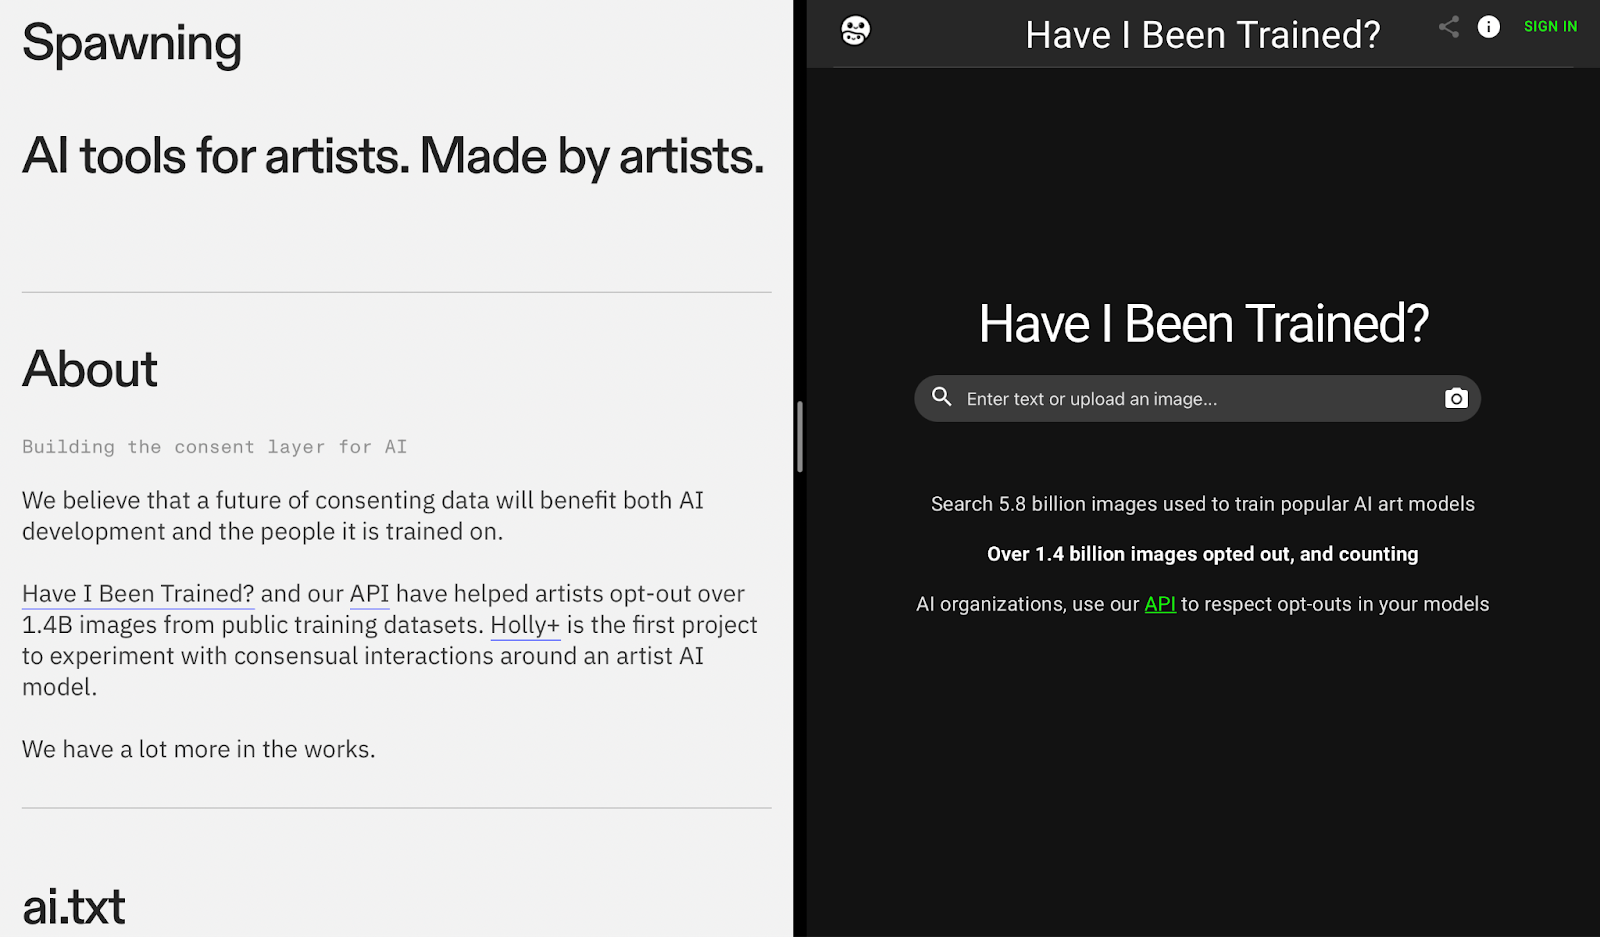 Spawning
AI tools for artists. Made by artists.
About
Building the consent layer for AI
We believe that a future of consenting data will benefit both AI
development and the people it is trained on.
Have I Been Trained? and our API have helped artists opt-out over
1.4B images from public training datasets. Holly+ is the first project
to experiment with consensual interactions around an artist AI
model.
We have a lot more in the works.
ai.txt
Have I Been Trained?
SIGN IN
Have I Been Trained?
Enter text or upload an image...
Search 5.8 billion images used to train popular AI art models
Over 1.4 billion images opted out, and counting
AI organizations, use our API to respect opt-outs in your models